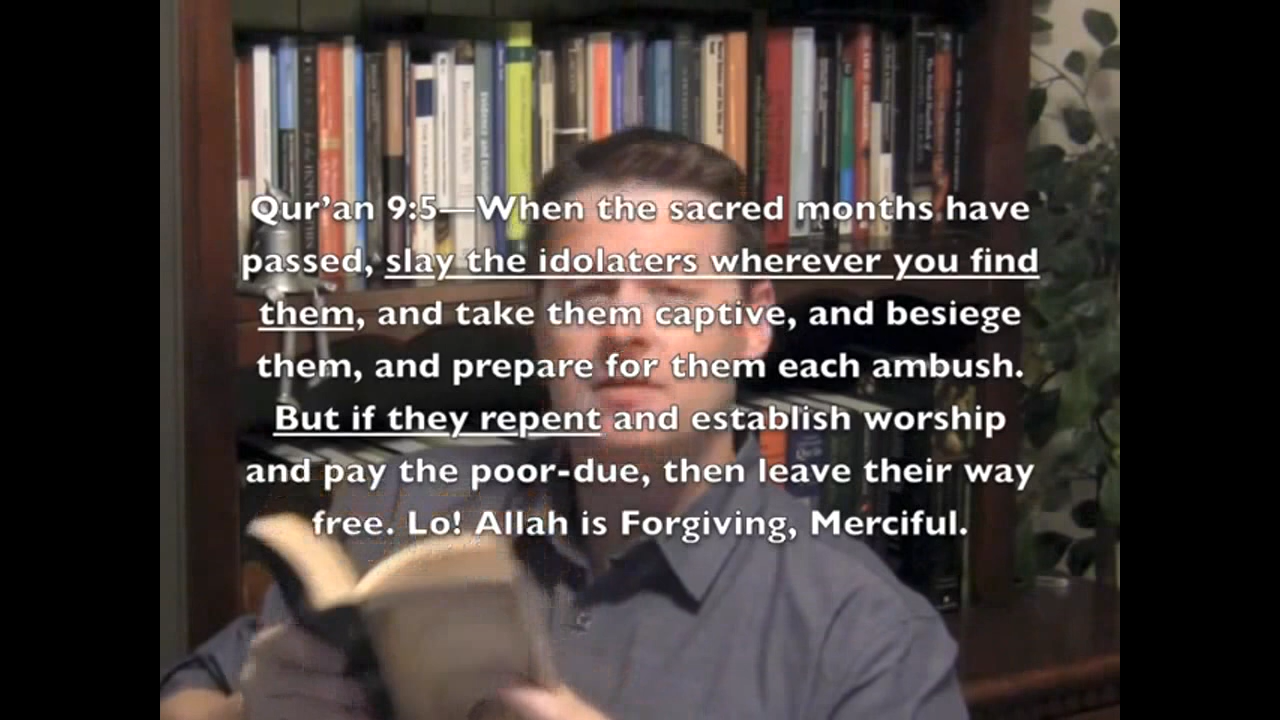 Qur'an 9:5—When the sacred months have
passed, slay the idolaters wherever you find
them, and take them captive, and besiege
them, and prepare for them each ambush.
But if they repent and establish worship
and pay the poor-due, then leave their way
free. Lo! Allah is Forgiving, Merciful.